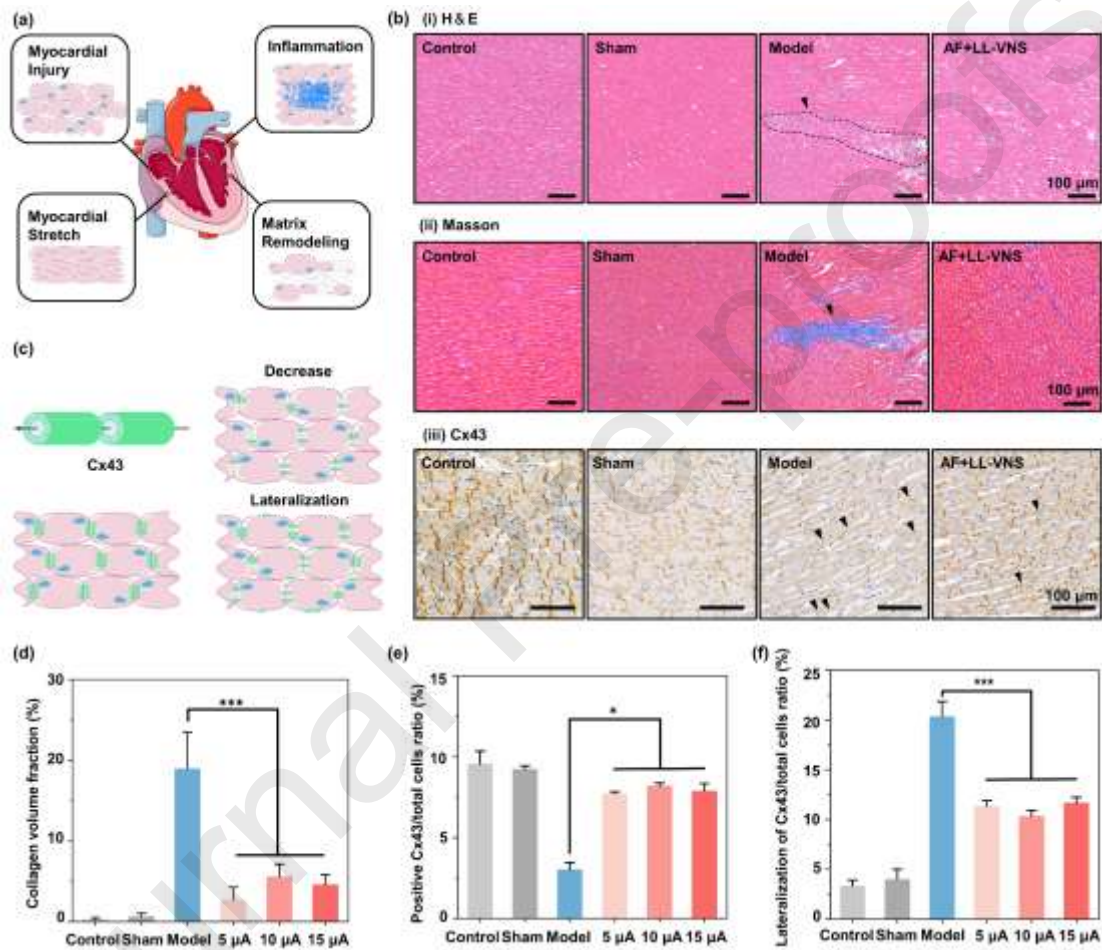 (a)
Myocardial
Injury
Inflammation
Myocardial
Stretch
Matrix
Remodeling
(b)
(i) H & E
Control
Sham
Model
AF+LL-VNS
100 μm
(ii) Masson
Control
Sham
Model
AF+LL-VNS
100 μm
(iii) Cx43
Control
Sham
Model
AF+LL-VNS
100 μm
(c)
Cx43
Decrease
Lateralization
(d)
Collagen volume fraction (%)
30
20
10
0
***
Control Sham Model 5 μA 10 μA 15 μA
(e)
Positive Cx43/total cells ratio (%)
15
10
5
0
*
Control Sham Model 5 μA 10 μA 15 μA
(f)
Lateralization of Cx43/total cells ratio (%)
25
20
15
10
5
0
***
Control Sham Model 5 μA 10 μA 15 μA
urnal pre-proofs